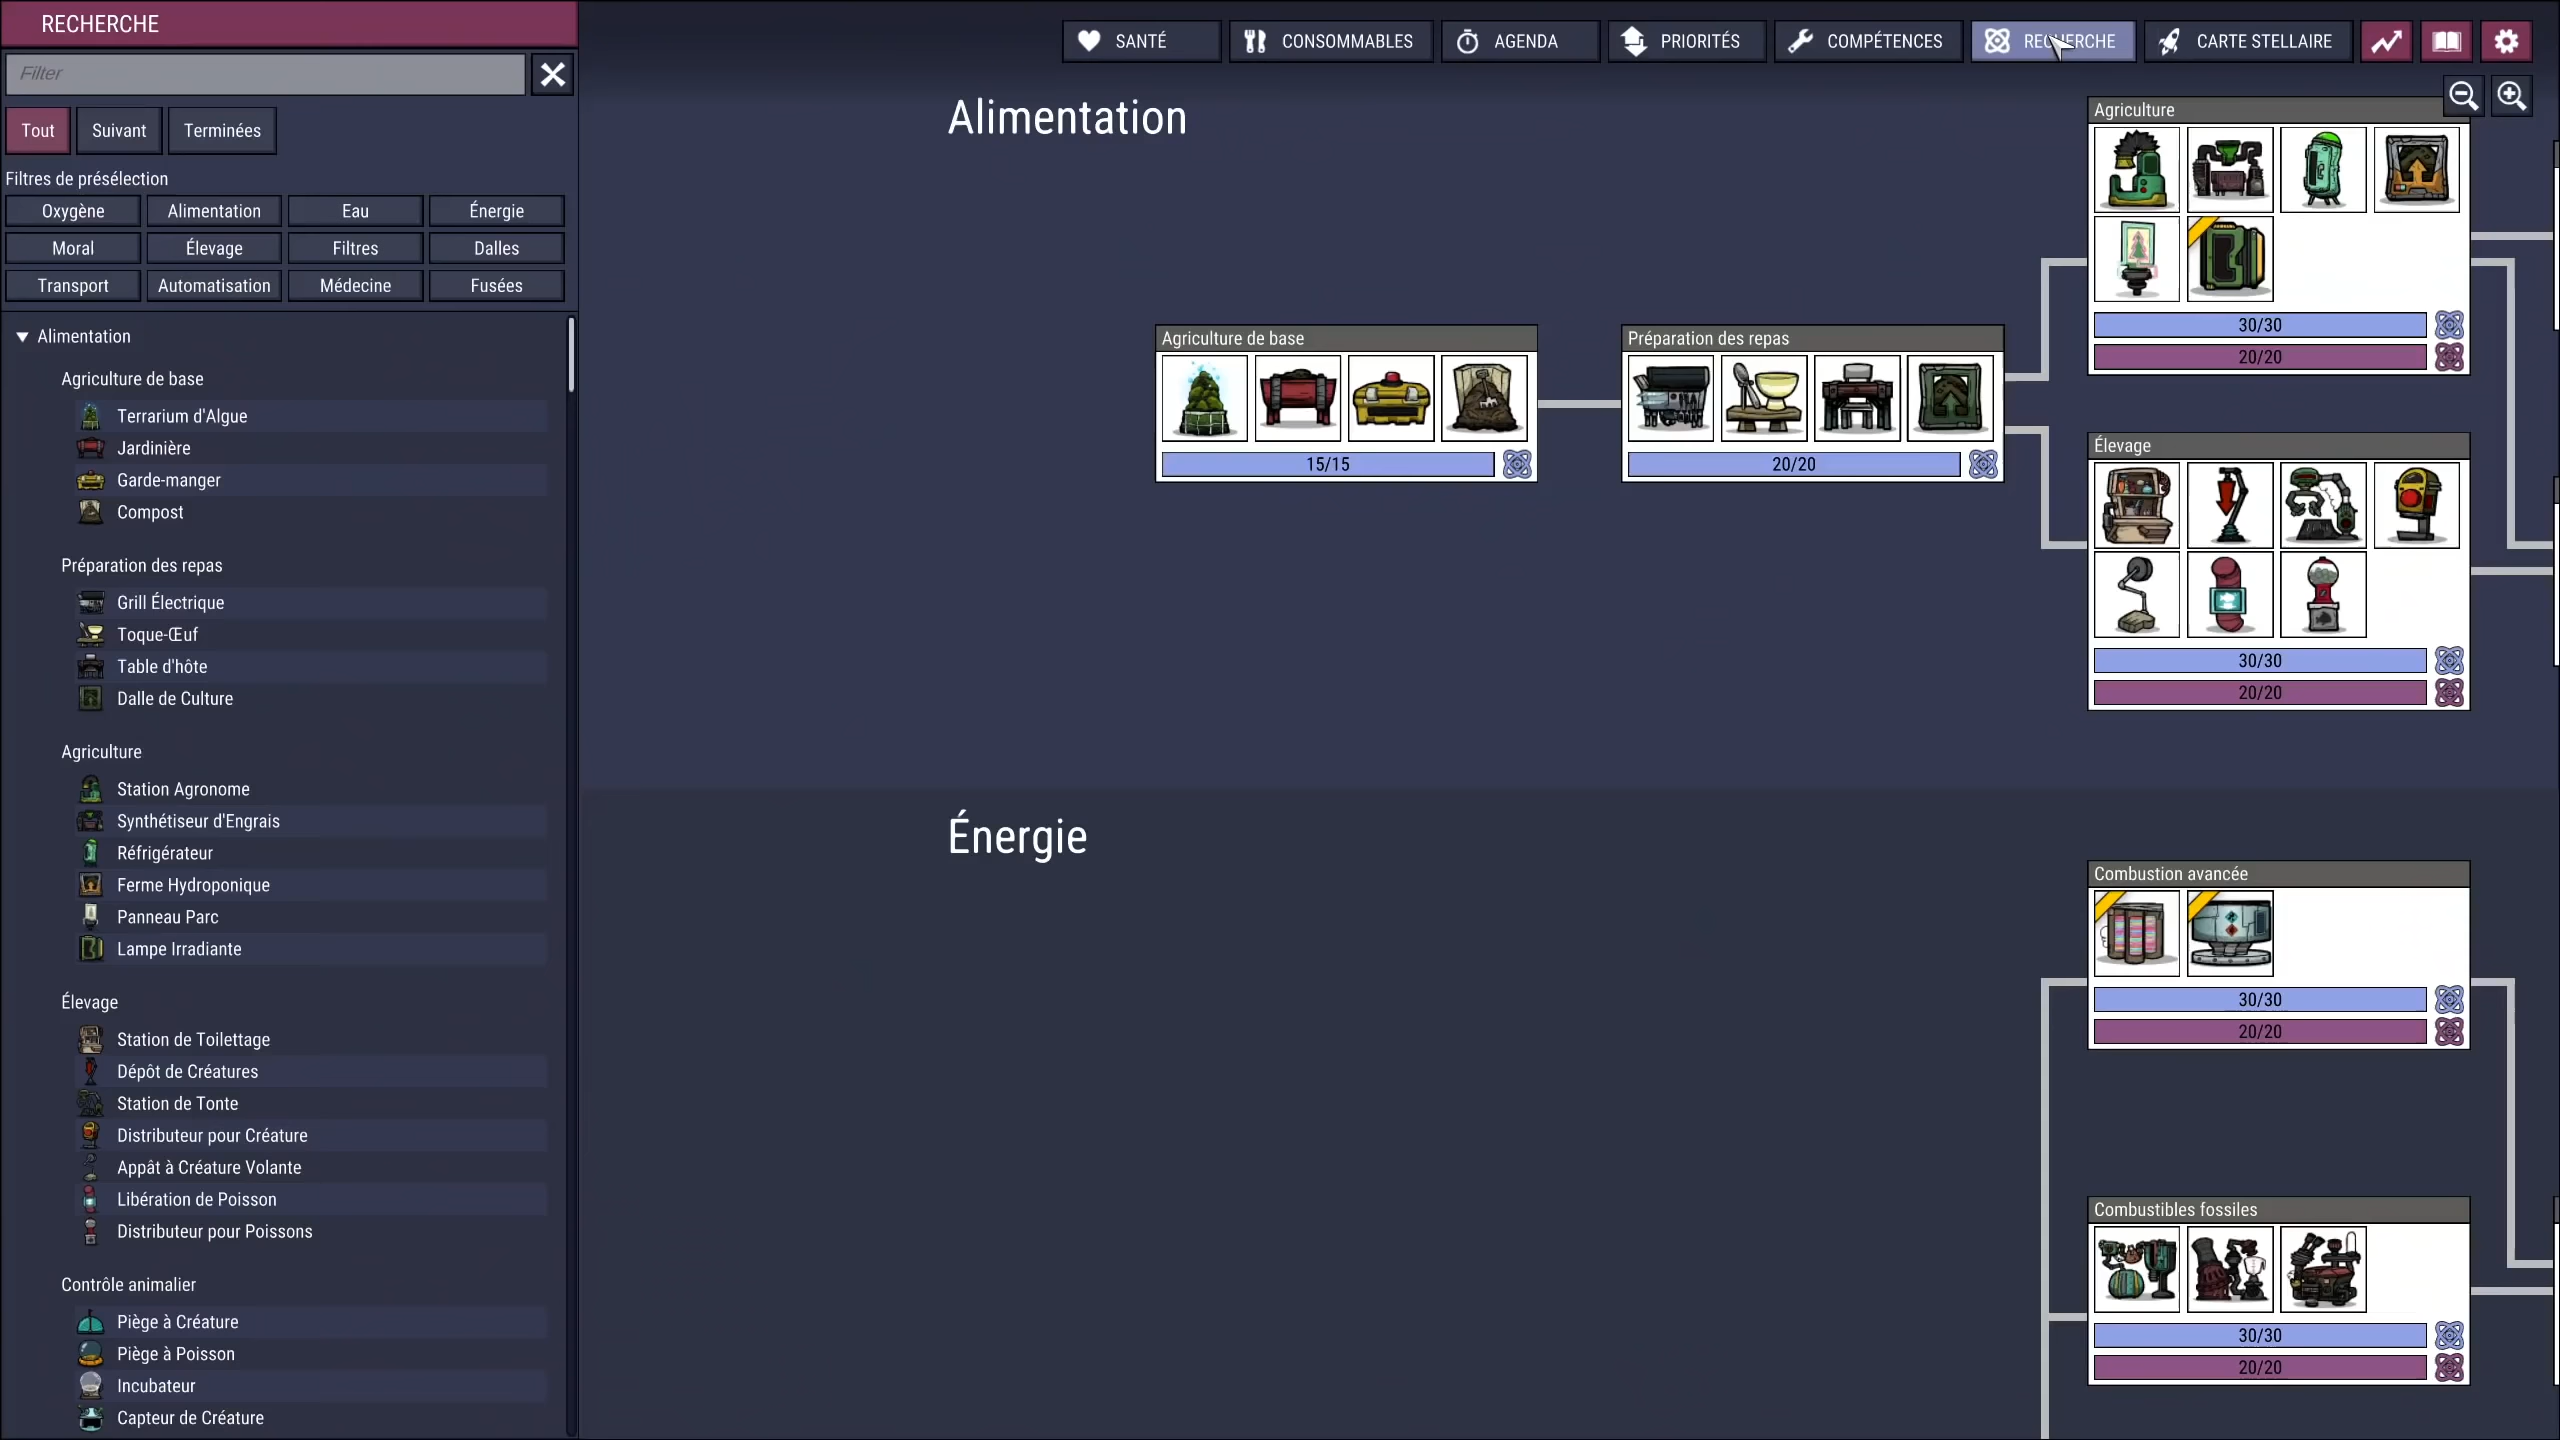 RECHERCHE
Filter
Tout
Suivant
Terminées
Filtres de présélection
Oxygène
Alimentation
Eau
Énergie
Moral
Élevage
Filtres
Dalles
Transport
Automatisation
Médecine
Fusées
Alimentation
Agriculture de base
Terrarium d'Algue
Jardinière
Garde-manger
Compost
Préparation des repas
Grill Électrique
Toque-Œuf
Table d'hôte
Dalle de Culture
Agriculture
Station Agronome
Synthétiseur d'Engrais
Réfrigérateur
Ferme Hydroponique
Panneau Parc
Lampe Irradiante
Élevage
Station de Toilettage
Dépôt de Créatures
Station de Tonte
Distributeur pour Créature
Appât à Créature Volante
Libération de Poisson
Distributeur pour Poissons
Contrôle animalier
Piège à Créature
Piège à Poisson
Incubateur
Capteur de Créature
SANTÉ
CONSOMMABLES
AGENDA
PRIORITÉS
COMPÉTENCES
RECHERCHE
CARTE STELLAIRE
Alimentation
Agriculture de base
15/15
Préparation des repas
20/20
Agriculture
30/30
20/20
Élevage
30/30
20/20
Énergie
Combustion avancée
30/30
20/20
Combustibles fossiles
30/30
20/20